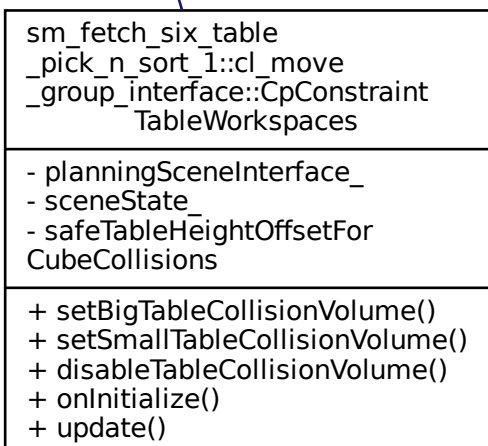 sm_fetch_six_table
_pick_n_sort_1::cl_move
_group_interface::CpConstraint
TableWorkspaces
- planningSceneInterface_
- sceneState_
- safeTableHeightOffsetFor
CubeCollisions
+ setBigTableCollisionVolume()
+ setSmallTableCollisionVolume()
+ disableTableCollisionVolume()
+ onInitialize()
+ update()